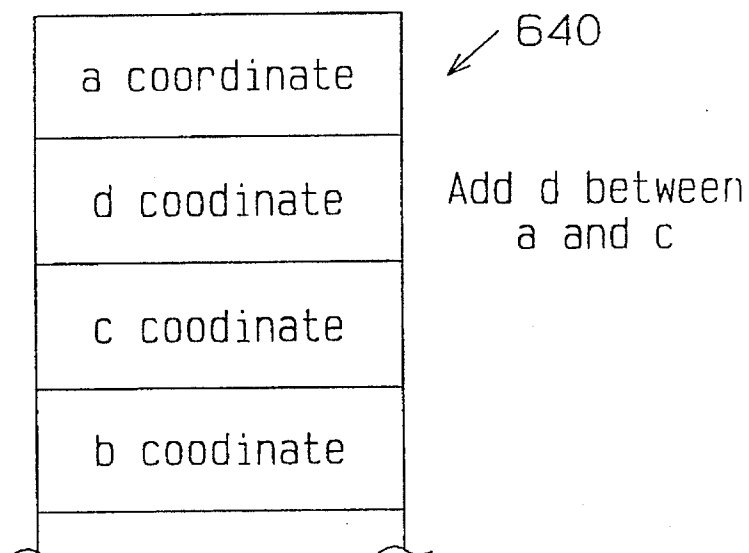 a coordinate
640
d coodinate
Add d between
a and c
c coodinate
b coodinate